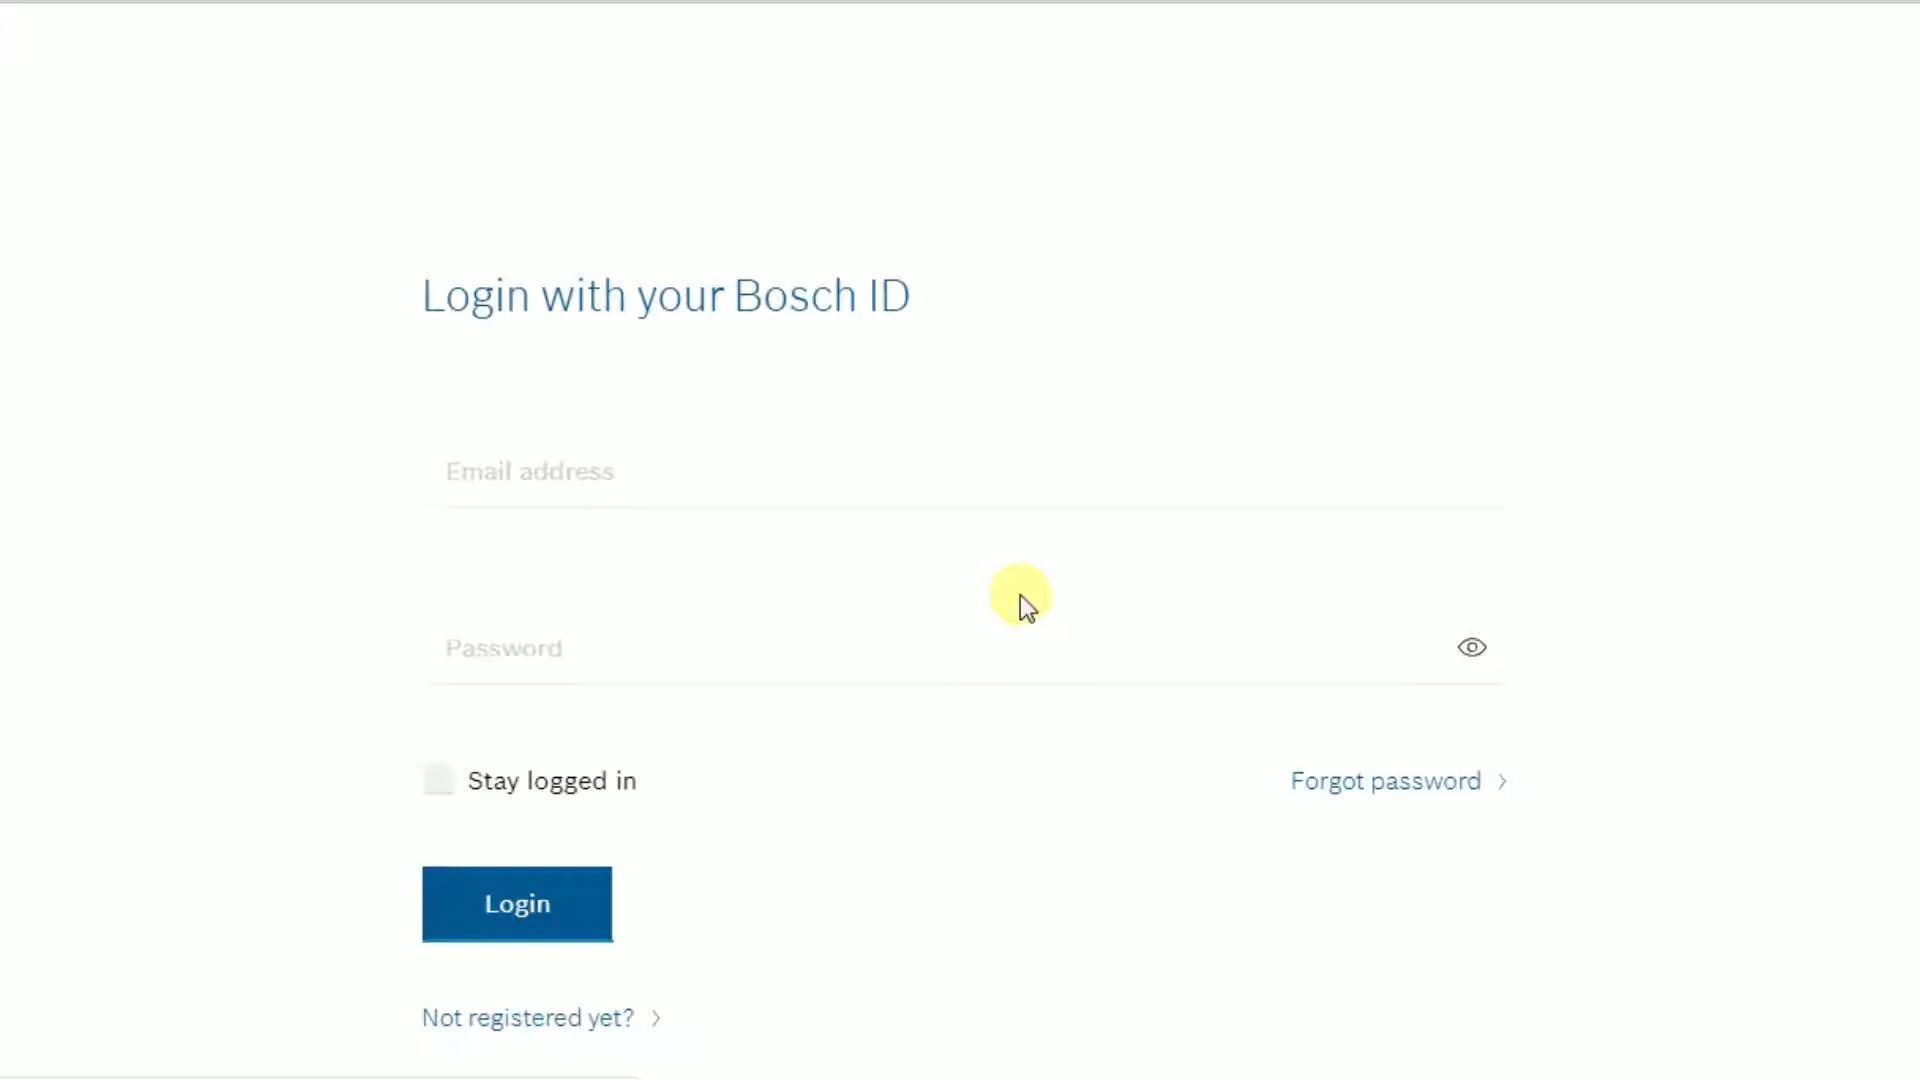 Login with your Bosch ID
Email address
Password
Stay logged in
Forgot password
Login
Not registered yet?